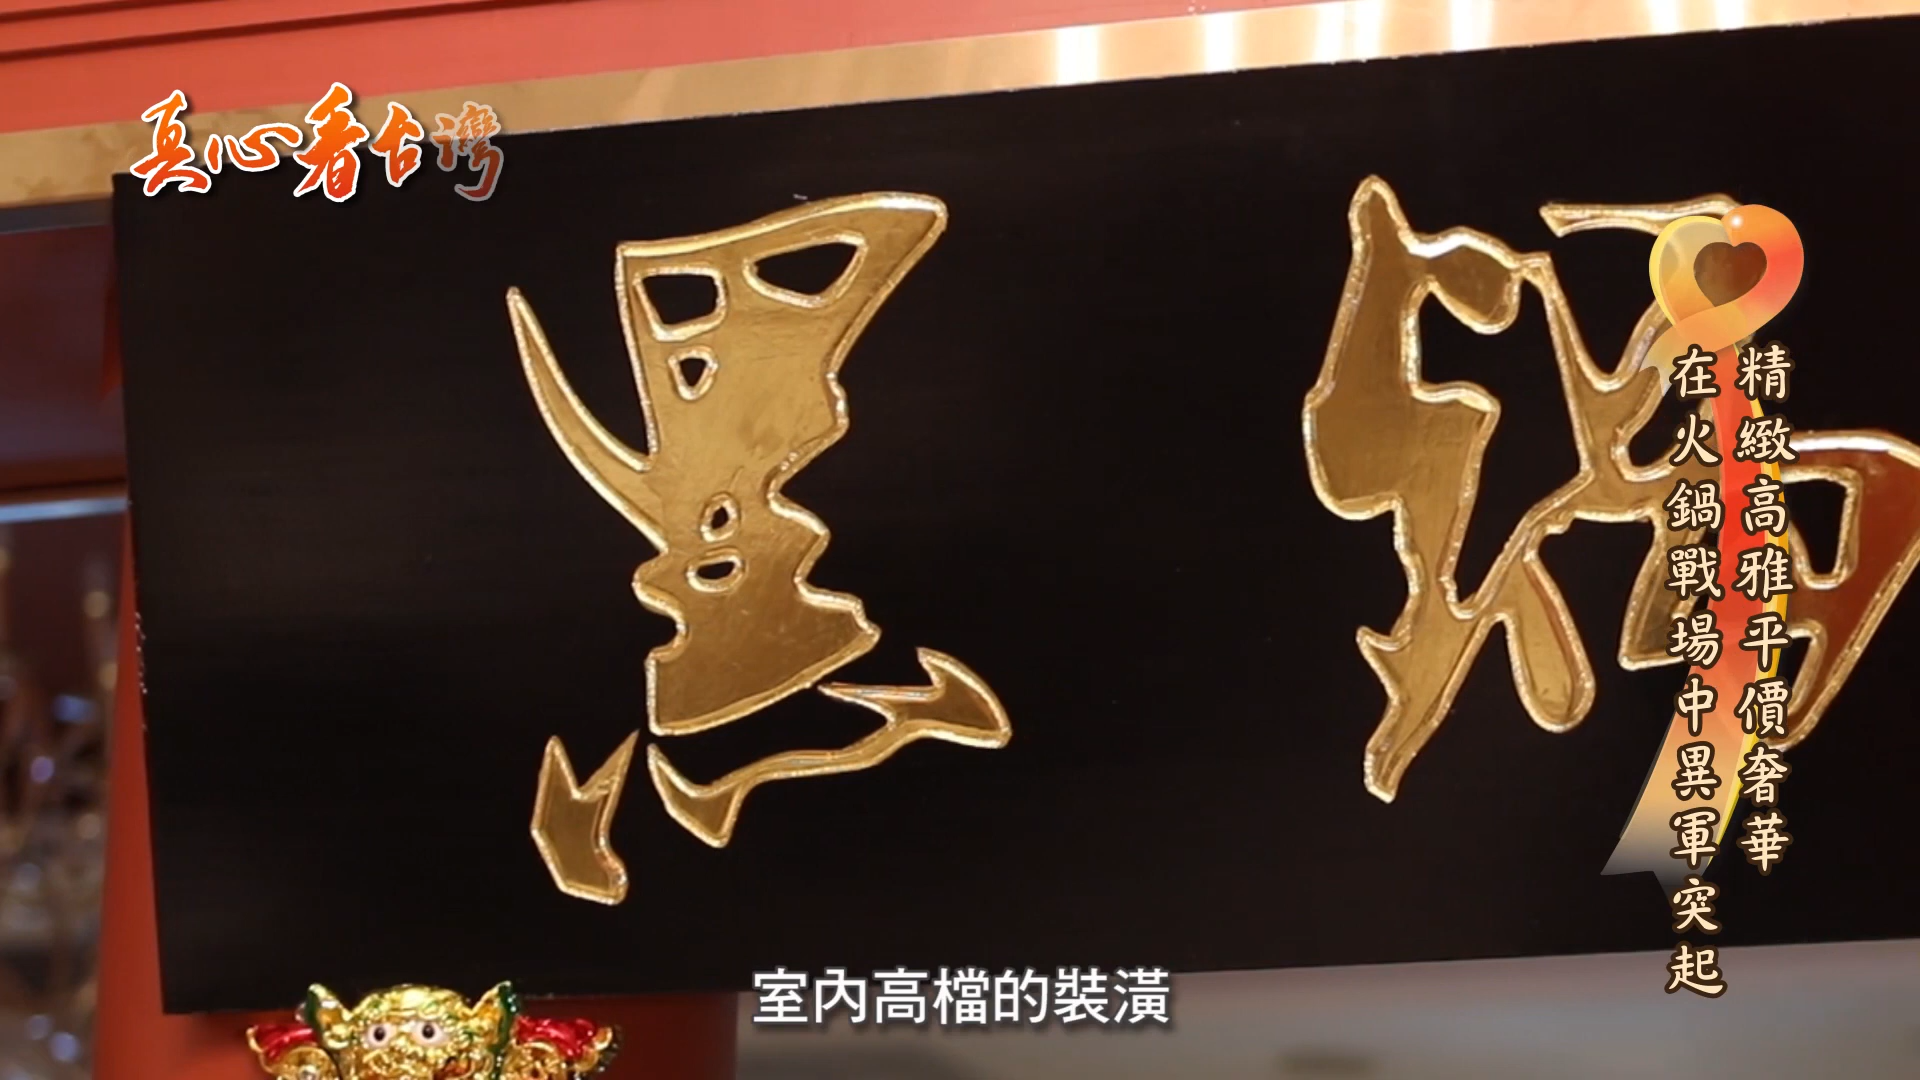 真心看台灣
黑 鍋
精緻高雅平價奢華
在火鍋戰場中異軍突起
室內高檔的裝潢